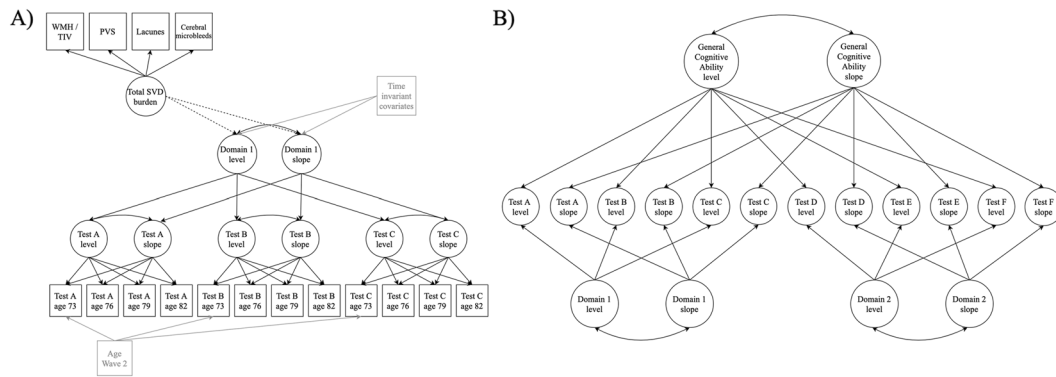 A)
WMH /
TIV
PVS
Lacunes
Cerebral
microbleeds
Total SVD
burden
Time
invariant
covariates
Domain 1
level
Domain 1
slope
Test A
level
Test A
slope
Test B
level
Test B
slope
Test C
level
Test C
slope
Test A
age 73
Test A
age 76
Test A
age 79
Test A
age 82
Test B
age 73
Test B
age 76
Test B
age 79
Test B
age 82
Test C
age 73
Test C
age 76
Test C
age 79
Test C
age 82
Age
Wave 2
B)
General
Cognitive
Ability
level
General
Cognitive
Ability
slope
Test A
level
Test A
slope
Test B
level
Test B
slope
Test C
level
Test C
slope
Test D
level
Test D
slope
Test E
level
Test E
slope
Test F
level
Test F
slope
Domain 1
level
Domain 1
slope
Domain 2
level
Domain 2
slope